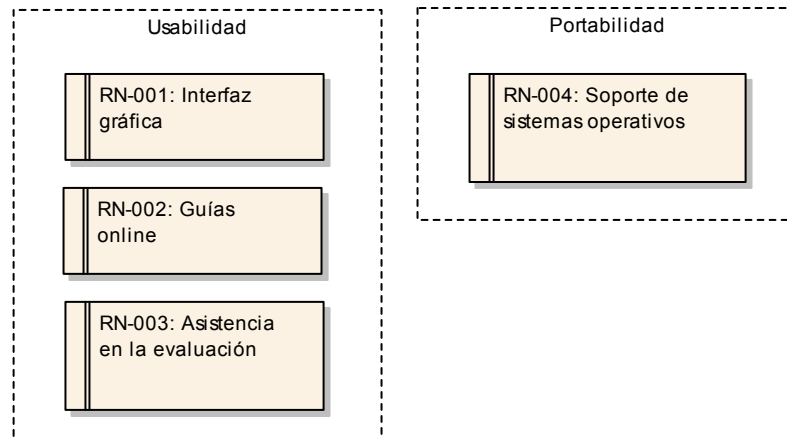 Usabilidad
RN-001: Interfaz
gráfica
RN-002: Guías
online
RN-003: Asistencia
en la evaluación
Portabilidad
RN-004: Soporte de
sistemas operativos